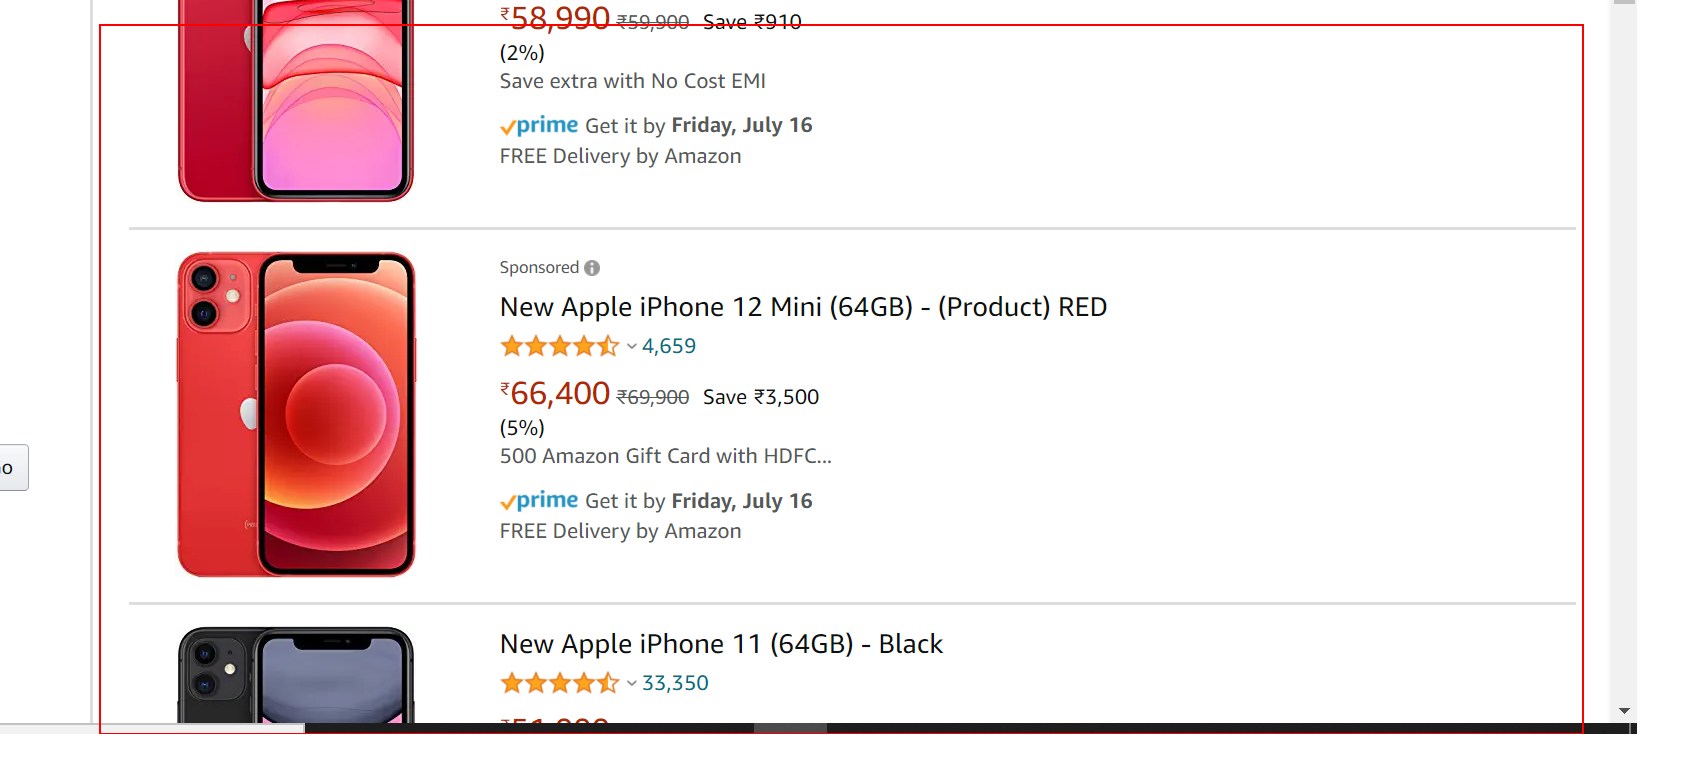 ₹58,990 ₹59,900 Save ₹910
(2%)
Save extra with No Cost EMI
prime Get it by Friday, July 16
FREE Delivery by Amazon
Sponsored
New Apple iPhone 12 Mini (64GB) - (Product) RED
4,659
₹66,400 ₹69,900 Save ₹3,500
(5%)
500 Amazon Gift Card with HDFC...
prime Get it by Friday, July 16
FREE Delivery by Amazon
New Apple iPhone 11 (64GB) - Black
33,350